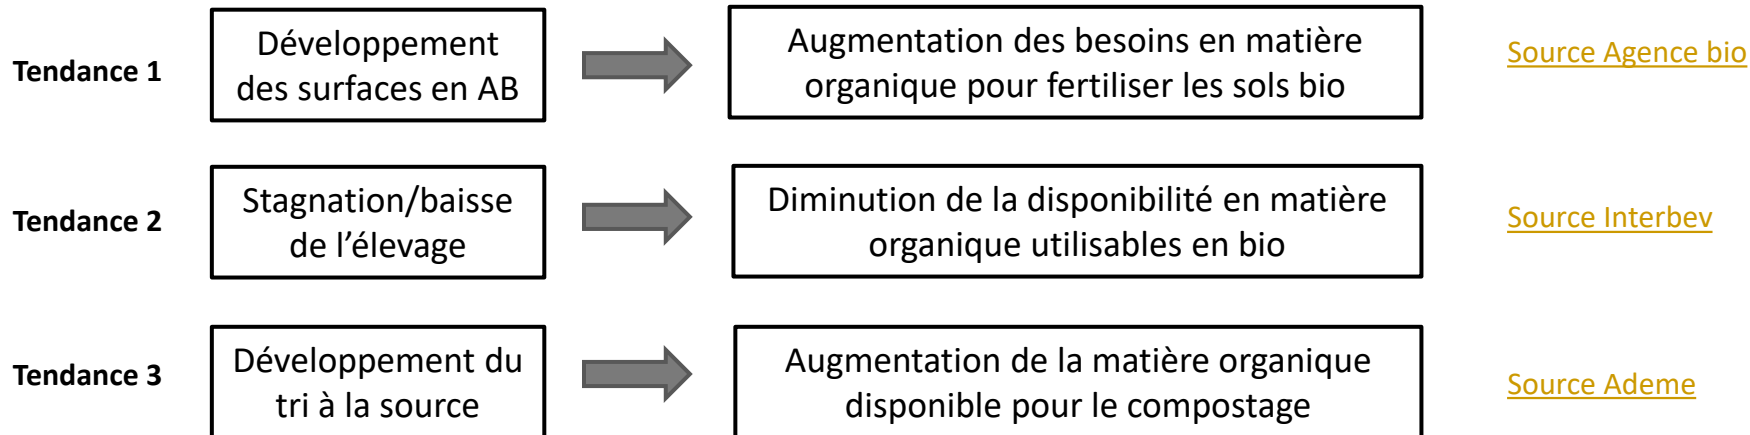 Tendance 1
Développement
des surfaces en AB
Augmentation des besoins en matière
organique pour fertiliser les sols bio
Source Agence bio
Tendance 2
Stagnation/baisse
de l’élevage
Diminution de la disponibilité en matière
organique utilisables en bio
Source Interbev
Tendance 3
Développement du
tri à la source
Augmentation de la matière organique
disponible pour le compostage
Source Ademe